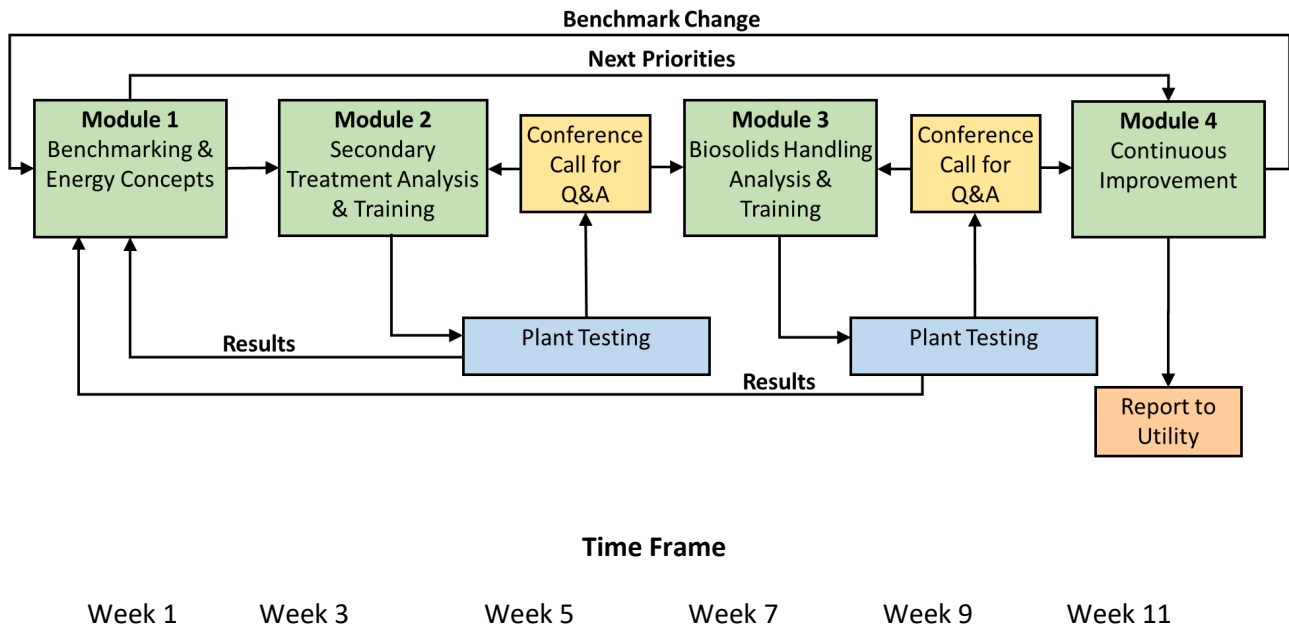 Benchmark Change
Next Priorities
Module 1
Benchmarking &
Energy Concepts
Module 2
Secondary
Treatment Analysis
& Training
Conference
Call for
Q&A
Module 3
Biosolids Handling
Analysis &
Training
Conference
Call for
Q&A
Module 4
Continuous
Improvement
Plant Testing
Plant Testing
Results
Results
Report to
Utility
Time Frame
Week 1 Week 3 Week 5 Week 7 Week 9 Week 11